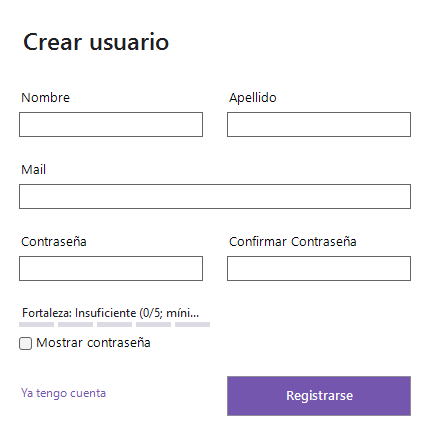 Crear usuario
Nombre
Apellido
Mail
Contraseña
Confirmar Contraseña
Fortaleza: Insuficiente (0/5; míni...
Mostrar contraseña
Ya tengo cuenta
Registrarse